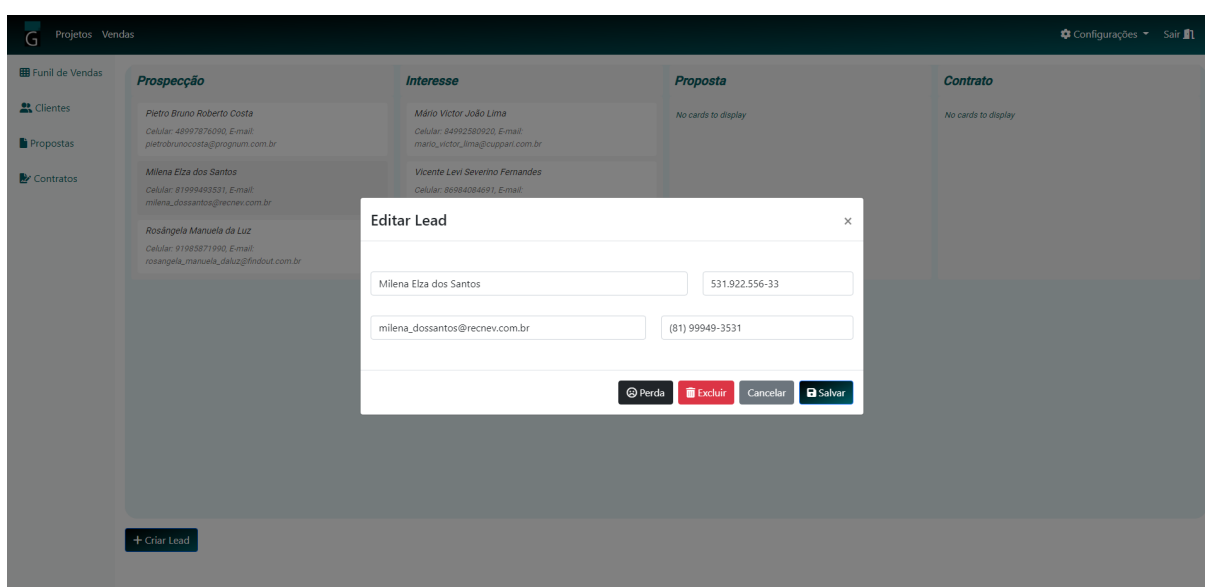 G Projetos Vendas Configurações Sair
Funil de Vendas
Clientes
Propostas
Contratos
Prospecção
Pietro Bruno Roberto Costa
Celular: 48997876090, E-mail:
pietrobrunocosta@prognum.com.br
Milena Elza dos Santos
Celular: 81999493531, E-mail:
milena_dossantos@recnev.com.br
Rosângela Manuela da Luz
Celular: 91985871990, E-mail:
rosangela_manuela_daluz@findout.com.br
Interesse
Mário Victor João Lima
Celular: 84992580920, E-mail:
mario_victor_lima@cuppari.com.br
Vicente Levi Severino Fernandes
Celular: 86984084691, E-mail:
Proposta
No cards to display
Contrato
No cards to display
Editar Lead ×
Milena Elza dos Santos 531.922.556-33
milena_dossantos@recnev.com.br (81) 99949-3531
Perda Excluir Cancelar Salvar
+ Criar Lead